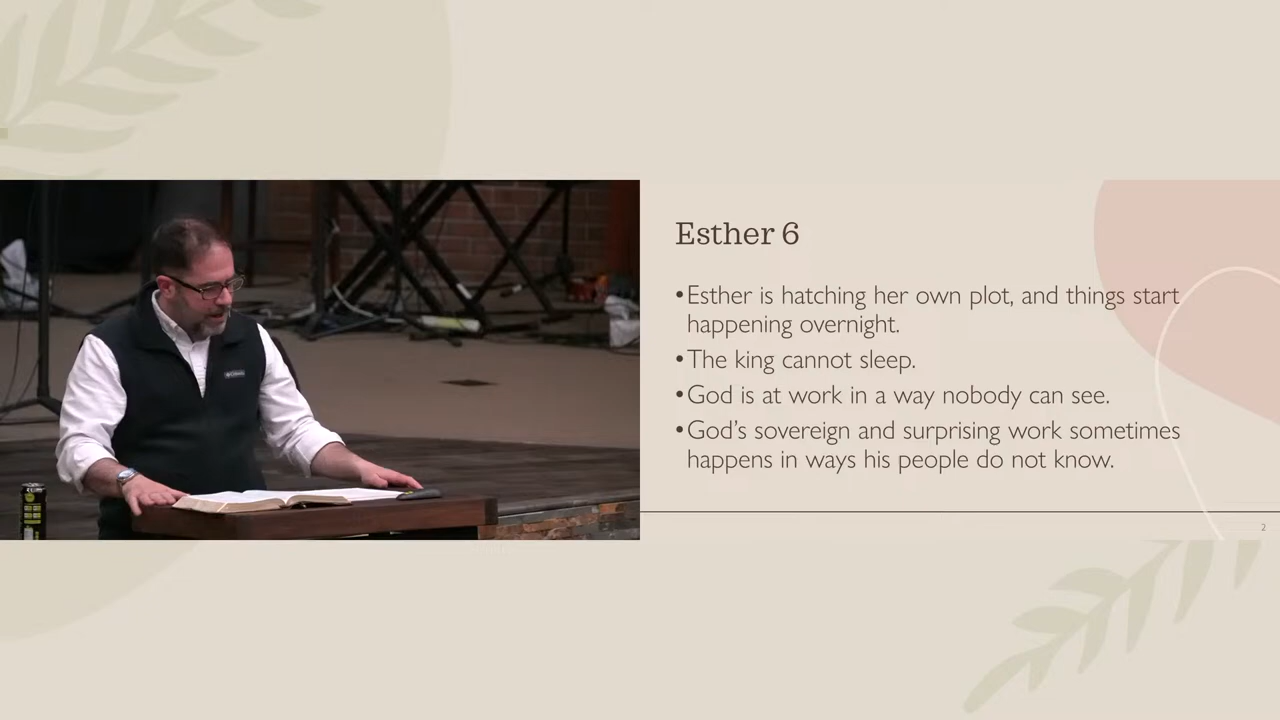 Esther 6
•Esther is hatching her own plot, and things start
happening overnight.
•The king cannot sleep.
•God is at work in a way nobody can see.
•God’s sovereign and surprising work sometimes
happens in ways his people do not know.
2